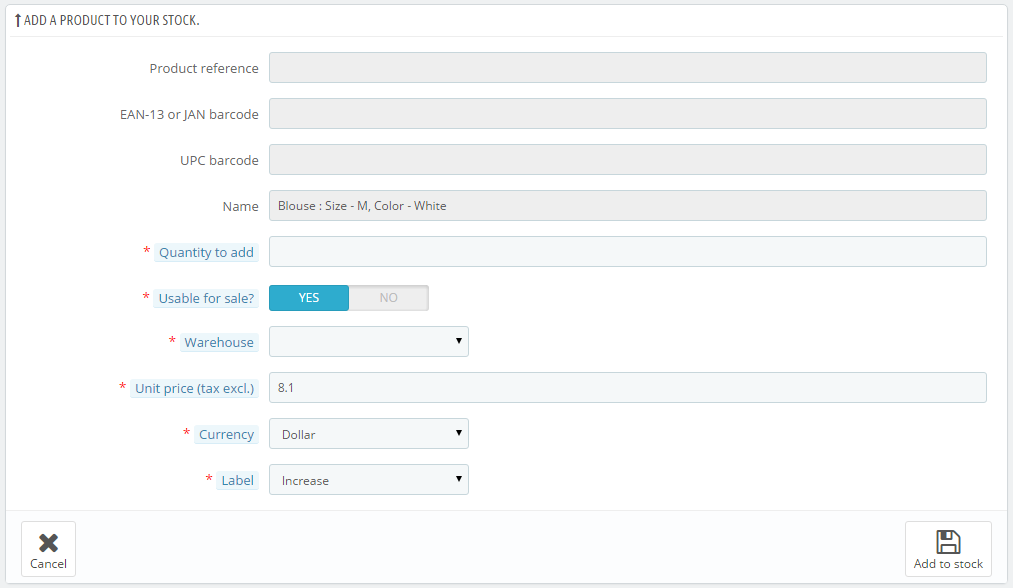 ADD A PRODUCT TO YOUR STOCK.
Product reference
EAN-13 or JAN barcode
UPC barcode
Name Blouse : Size - M, Color - White
* Quantity to add
* Usable for sale? YES NO
* Warehouse
* Unit price (tax excl.) 8.1
* Currency Dollar
* Label Increase
Cancel Add to stock